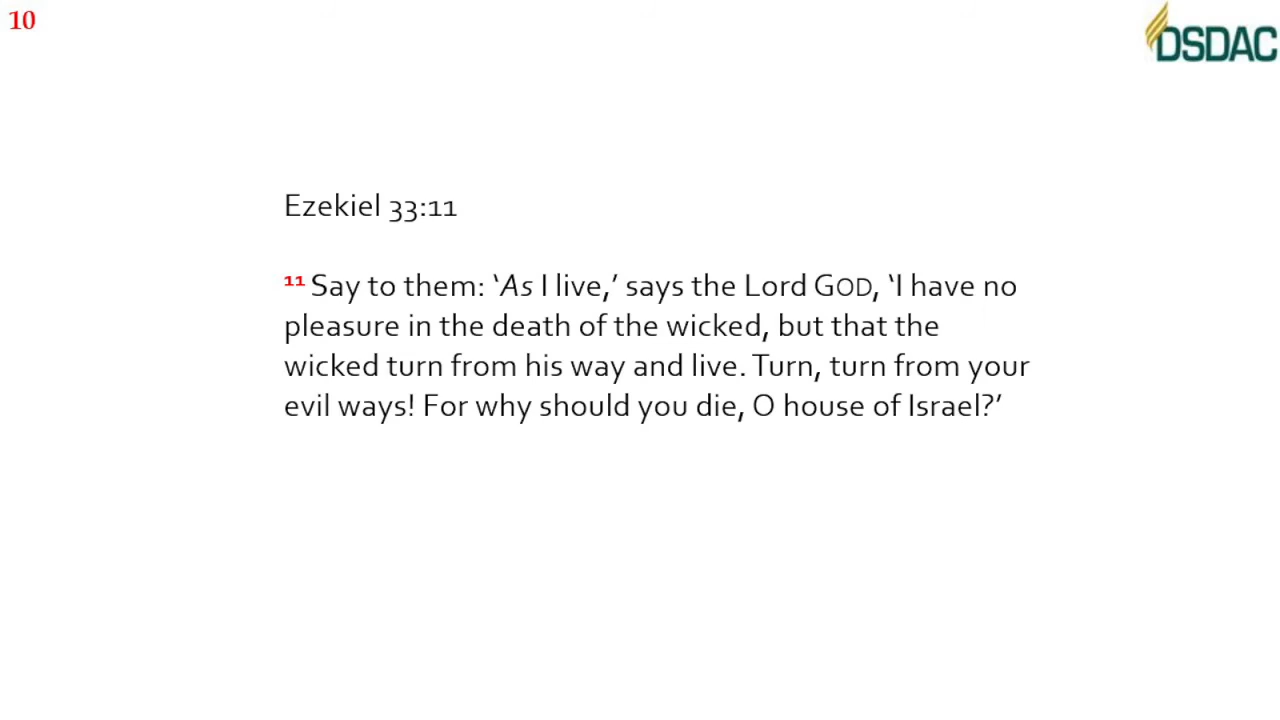 10
DSDAC
Ezekiel 33:11
11 Say to them: ‘As I live,’ says the Lord GOD, ‘I have no
pleasure in the death of the wicked, but that the
wicked turn from his way and live. Turn, turn from your
evil ways! For why should you die, O house of Israel?’